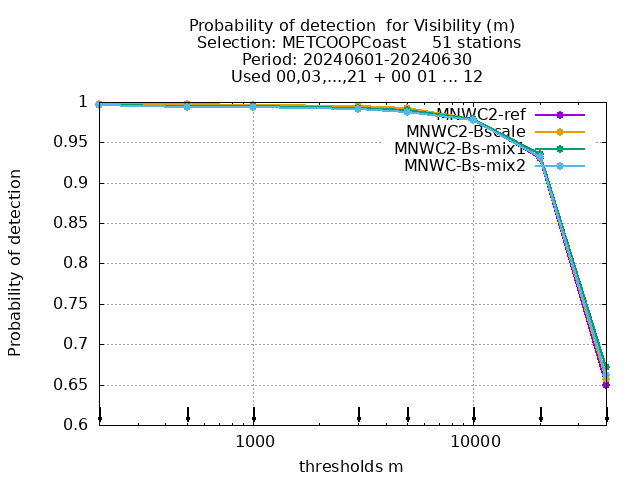 Probability of detection  for Visibility (m)
Selection: METCOOPCoast     51 stations
Period: 20240601-20240630
Used 00,03,...,21 + 00 01 ... 12
MNWC2-ref
MNWC2-Bscale
MNWC2-Bs-mix1
MNWC-Bs-mix2
1
0.95
0.9
0.85
0.8
0.75
0.7
0.65
0.6
Probability of detection
1000
10000
thresholds m